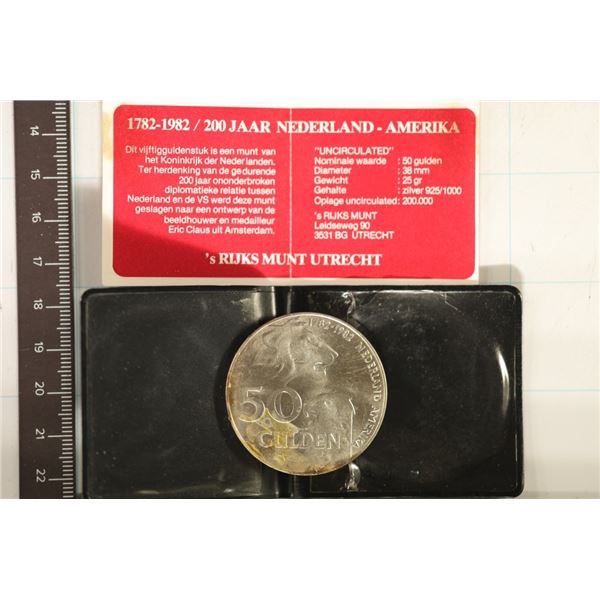 1782-1982 / 200 JAAR NEDERLAND - AMERIKA
Dit vijftigguldenstuk is een munt van
het Koninkrijk der Nederlanden.
Ter herdenking van de gedurende
200 jaar ononderbroken
diplomatieke relatie tussen
Nederland en de VS werd deze munt
geslagen naar een ontwerp van de
beeldhouwer en medailleur
Eric Claus uit Amsterdam.
"UNCIRCULATED"
Nominale waarde : 50 gulden
Diameter : 38 mm
Gewicht : 25 gr
Gehalte : zilver 925/1000
Oplage uncirculated: 200.000
's RIJKS MUNT
Leidseweg 90
3531 BG UTRECHT
's RIJKS MUNT UTRECHT
14
15
16
17
18
19
20
21
22
1782-1982 NEDERLAND-AMERIKA
50
GULDEN